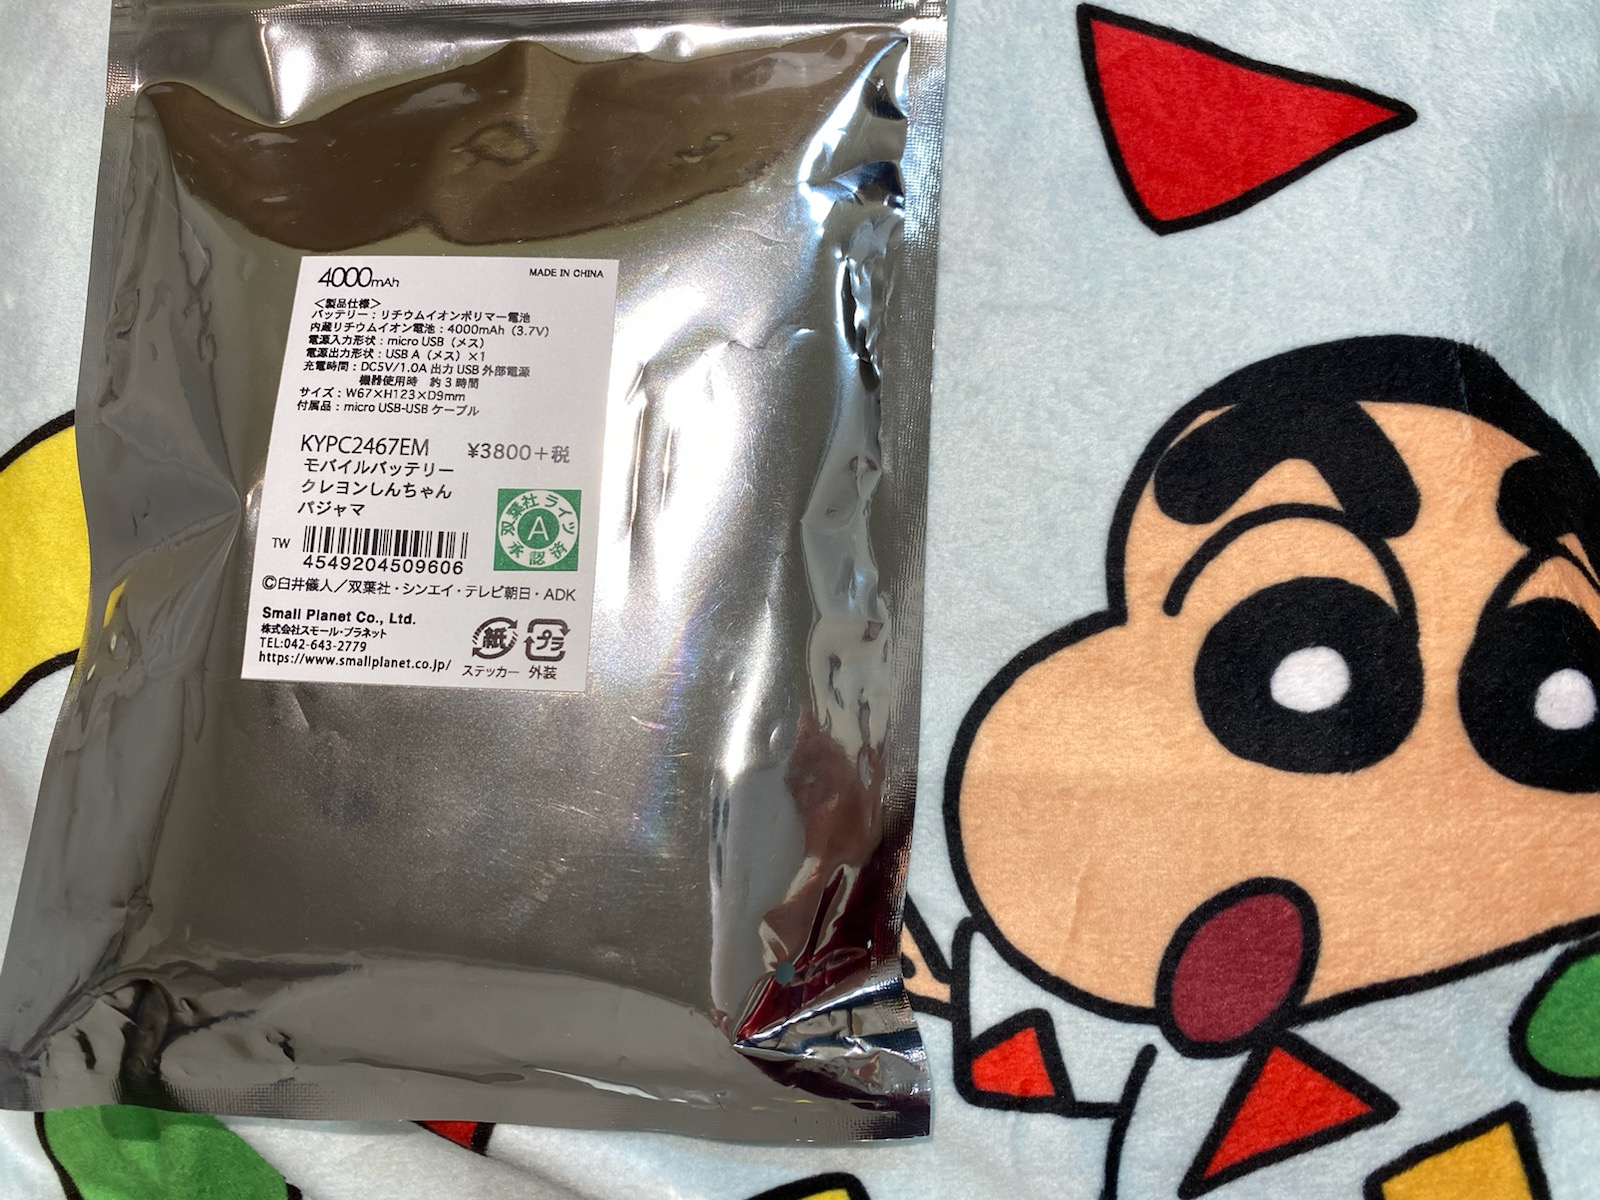 4000mAh
MADE IN CHINA
＜製品仕様＞
バッテリー：リチウムイオンポリマー電池
内蔵リチウムイオン電池：4000mAh（3.7V）
電源入力形状：micro USB（メス）
電源出力形状：USB A（メス）×1
充電時間：DC5V/1.0A 出力 USB 外部電源
機器使用時　約3時間
サイズ：W67×H123×D9mm
付属品：micro USB-USB ケーブル
KYPC2467EM
¥3800＋税
モバイルバッテリー
クレヨンしんちゃん
パジャマ
双葉社 ライツ
A
承認済
TW
4549204509606
©臼井儀人／双葉社・シンエイ・テレビ朝日・ADK
Small Planet Co., Ltd.
株式会社スモール・プラネット
TEL:042-643-2779
https://www.smallplanet.co.jp/
紙
プラ
ステッカー
外装